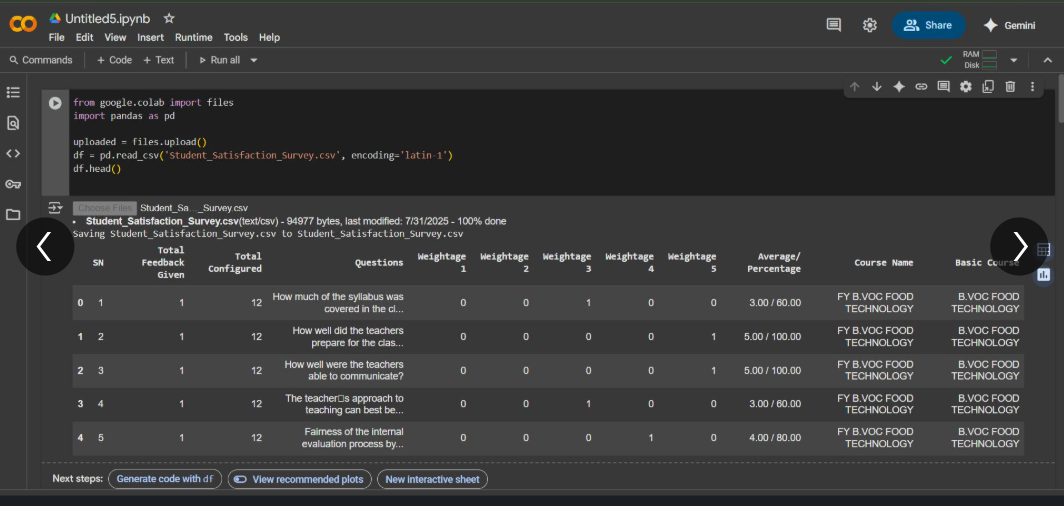 Untitled5.ipynb
File Edit View Insert Runtime Tools Help
Share
Gemini
Commands + Code + Text Run all
RAM
Disk
from google.colab import files
import pandas as pd
uploaded = files.upload()
df = pd.read_csv('Student_Satisfaction_Survey.csv', encoding='latin-1')
df.head()
Choose Files Student_Sa..._Survey.csv
• Student_Satisfaction_Survey.csv(text/csv) - 94977 bytes, last modified: 7/31/2025 - 100% done
Saving Student_Satisfaction_Survey.csv to Student_Satisfaction_Survey.csv
SN Total Feedback Given Total Configured Questions Weightage 1 Weightage 2 Weightage 3 Weightage 4 Weightage 5 Average/ Percentage Course Name Basic Course
0 1 1 12 How much of the syllabus was covered in the cl... 0 0 1 0 0 3.00 / 60.00 FY B.VOC FOOD TECHNOLOGY B.VOC FOOD TECHNOLOGY
1 2 1 12 How well did the teachers prepare for the clas... 0 0 0 0 1 5.00 / 100.00 FY B.VOC FOOD TECHNOLOGY B.VOC FOOD TECHNOLOGY
2 3 1 12 How well were the teachers able to communicate? 0 0 0 0 1 5.00 / 100.00 FY B.VOC FOOD TECHNOLOGY B.VOC FOOD TECHNOLOGY
3 4 1 12 The teacher□s approach to teaching can best be... 0 0 1 0 0 3.00 / 60.00 FY B.VOC FOOD TECHNOLOGY B.VOC FOOD TECHNOLOGY
4 5 1 12 Fairness of the internal evaluation process by... 0 0 0 1 0 4.00 / 80.00 FY B.VOC FOOD TECHNOLOGY B.VOC FOOD TECHNOLOGY
Next steps: Generate code with df View recommended plots New interactive sheet